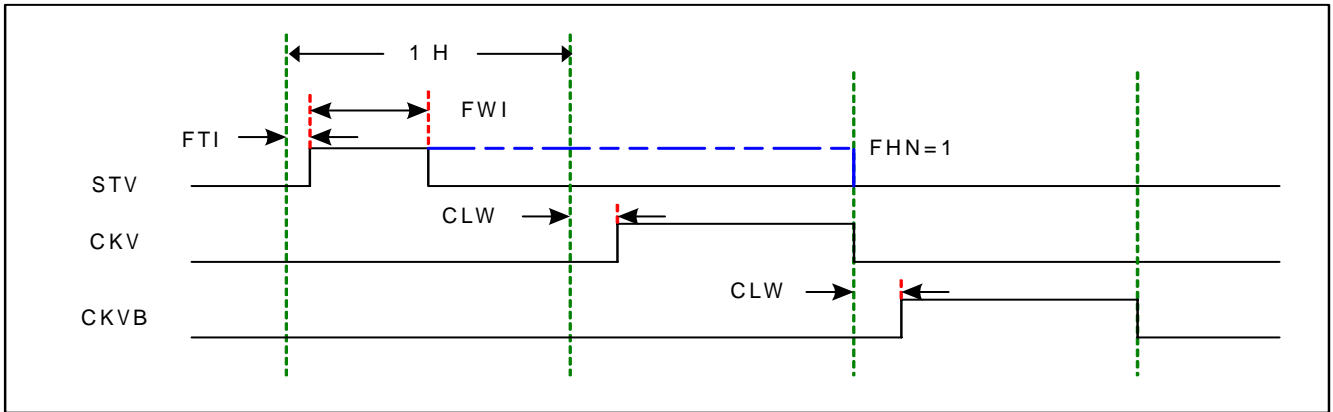 1 H
FWI
FTI
FHN=1
STV
CLW
CKV
CLW
CKVB